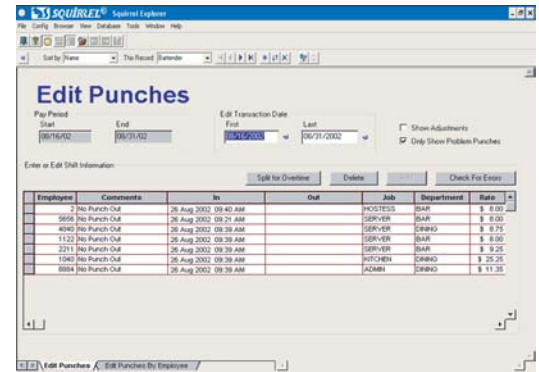 SQUIRREL® Squirrel Explorer
File Config Browser View Database Tools Window Help
Sort by Name This Record Bartender
Edit Punches
Pay Period Edit Transaction Date
Start End First Last
08/16/02 08/31/02 08/16/2002 08/31/2002
Show Adjustments
Only Show Problem Punches
Enter or Edit Shift Information:
Split for Overtime Delete Check For Errors
Employee Comments In Out Job Department Rate
2 No Punch Out 26 Aug 2002 09:40 AM HOSTESS BAR $ 8.00
5656 No Punch Out 26 Aug 2002 09:21 AM SERVER BAR $ 8.00
4040 No Punch Out 26 Aug 2002 09:39 AM SERVER DINING $ 8.75
1122 No Punch Out 26 Aug 2002 09:39 AM SERVER BAR $ 8.00
2211 No Punch Out 26 Aug 2002 09:39 AM SERVER BAR $ 9.25
1040 No Punch Out 26 Aug 2002 09:39 AM KITCHEN DINING $ 25.25
8884 No Punch Out 26 Aug 2002 09:39 AM ADMIN DINING $ 11.35
Edit Punches Edit Punches By Employee